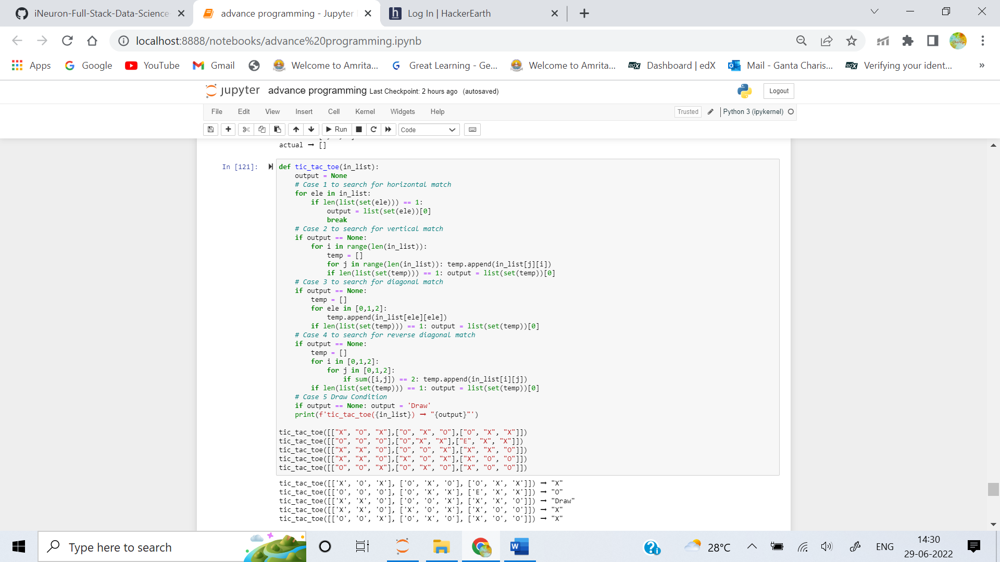 iNeuron-Full-Stack-Data-Science
advance programming - Jupyter
Log In | HackerEarth
localhost:8888/notebooks/advance%20programming.ipynb
Apps
Google
YouTube
Gmail
Welcome to Amrita...
Great Learning - Ge...
Welcome to Amrita...
Dashboard | edX
Mail - Ganta Charis...
Verifying your ident...
»
jupyter advance programming Last Checkpoint: 2 hours ago (autosaved)
Logout
File Edit View Insert Cell Kernel Widgets Help
Trusted Python 3 (ipykernel)
Run Code
actual → []
In [121]:
def tic_tac_toe(in_list):
    output = None
    # Case 1 to search for horizontal match
    for ele in in_list:
        if len(list(set(ele))) == 1:
            output = list(set(ele))[0]
            break
    # Case 2 to search for vertical match
    if output == None:
        for i in range(len(in_list)):
            temp = []
            for j in range(len(in_list)): temp.append(in_list[j][i])
            if len(list(set(temp))) == 1: output = list(set(temp))[0]
    # Case 3 to search for diagonal match
    if output == None:
        temp = []
        for ele in [0,1,2]:
            temp.append(in_list[ele][ele])
        if len(list(set(temp))) == 1: output = list(set(temp))[0]
    # Case 4 to search for reverse diagonal match
    if output == None:
        temp = []
        for i in [0,1,2]:
            for j in [0,1,2]:
                if sum([i,j]) == 2: temp.append(in_list[i][j])
        if len(list(set(temp))) == 1: output = list(set(temp))[0]
    # Case 5 Draw Condition
    if output == None: output = 'Draw'
    print(f'tic_tac_toe({in_list}) → "{output}"')
tic_tac_toe([["X", "O", "X"],["O", "X", "O"],["O", "X", "X"]])
tic_tac_toe([["O", "O", "O"],["O","X", "X"],["E", "X", "X"]])
tic_tac_toe([["X", "X", "O"],["O", "O", "X"],["X", "X", "O"]])
tic_tac_toe([["X", "X", "O"],["X", "O", "X"],["X", "O", "O"]])
tic_tac_toe([["O", "O", "X"],["O", "X", "O"],["X", "O", "O"]])
tic_tac_toe([['X', 'O', 'X'], ['O', 'X', 'O'], ['O', 'X', 'X']]) → "X"
tic_tac_toe([['O', 'O', 'O'], ['O', 'X', 'X'], ['E', 'X', 'X']]) → "O"
tic_tac_toe([['X', 'X', 'O'], ['O', 'O', 'X'], ['X', 'X', 'O']]) → "Draw"
tic_tac_toe([['X', 'X', 'O'], ['X', 'O', 'X'], ['X', 'O', 'O']]) → "X"
tic_tac_toe([['O', 'O', 'X'], ['O', 'X', 'O'], ['X', 'O', 'O']]) → "X"
Type here to search
28°C
ENG
14:30
29-06-2022